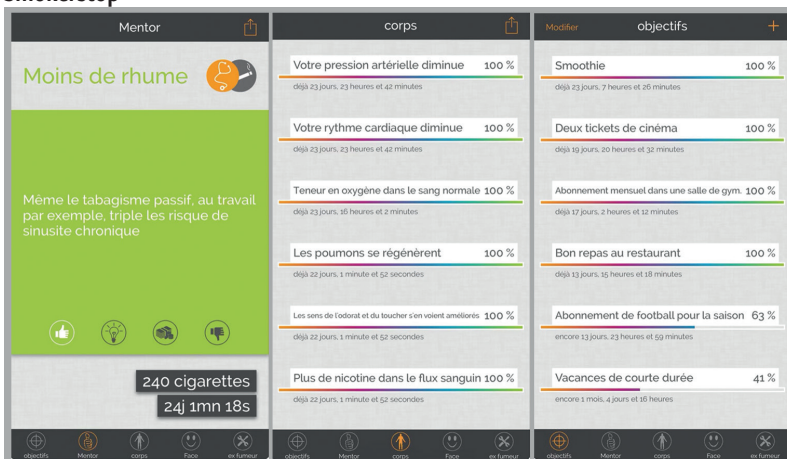 Mentor
Moins de rhume
Même le tabagisme passif, au travail
par exemple, triple les risque de
sinusite chronique
240 cigarettes
24j 1mn 18s
objectifs
Mentor
corps
Face
ex fumeur
corps
Votre pression artérielle diminue 100 %
déjà 23 jours, 23 heures et 42 minutes
Votre rythme cardiaque diminue 100 %
déjà 23 jours, 23 heures et 42 minutes
Teneur en oxygène dans le sang normale 100 %
déjà 23 jours, 16 heures et 2 minutes
Les poumons se régénèrent 100 %
déjà 22 jours, 1 minute et 52 secondes
Les sens de l'odorat et du toucher s'en voient améliorés 100 %
déjà 22 jours, 1 minute et 52 secondes
Plus de nicotine dans le flux sanguin 100 %
déjà 22 jours, 1 minute et 52 secondes
objectifs
Mentor
corps
Face
ex fumeur
Modifier
objectifs
+
Smoothie 100 %
déjà 23 jours, 7 heures et 26 minutes
Deux tickets de cinéma 100 %
déjà 19 jours, 20 heures et 32 minutes
Abonnement mensuel dans une salle de gym. 100 %
déjà 17 jours, 2 heures et 12 minutes
Bon repas au restaurant 100 %
déjà 13 jours, 15 heures et 18 minutes
Abonnement de football pour la saison 63 %
encore 13 jours, 23 heures et 59 minutes
Vacances de courte durée 41 %
encore 1 mois, 4 jours et 16 heures
objectifs
Mentor
corps
Face
ex fumeur